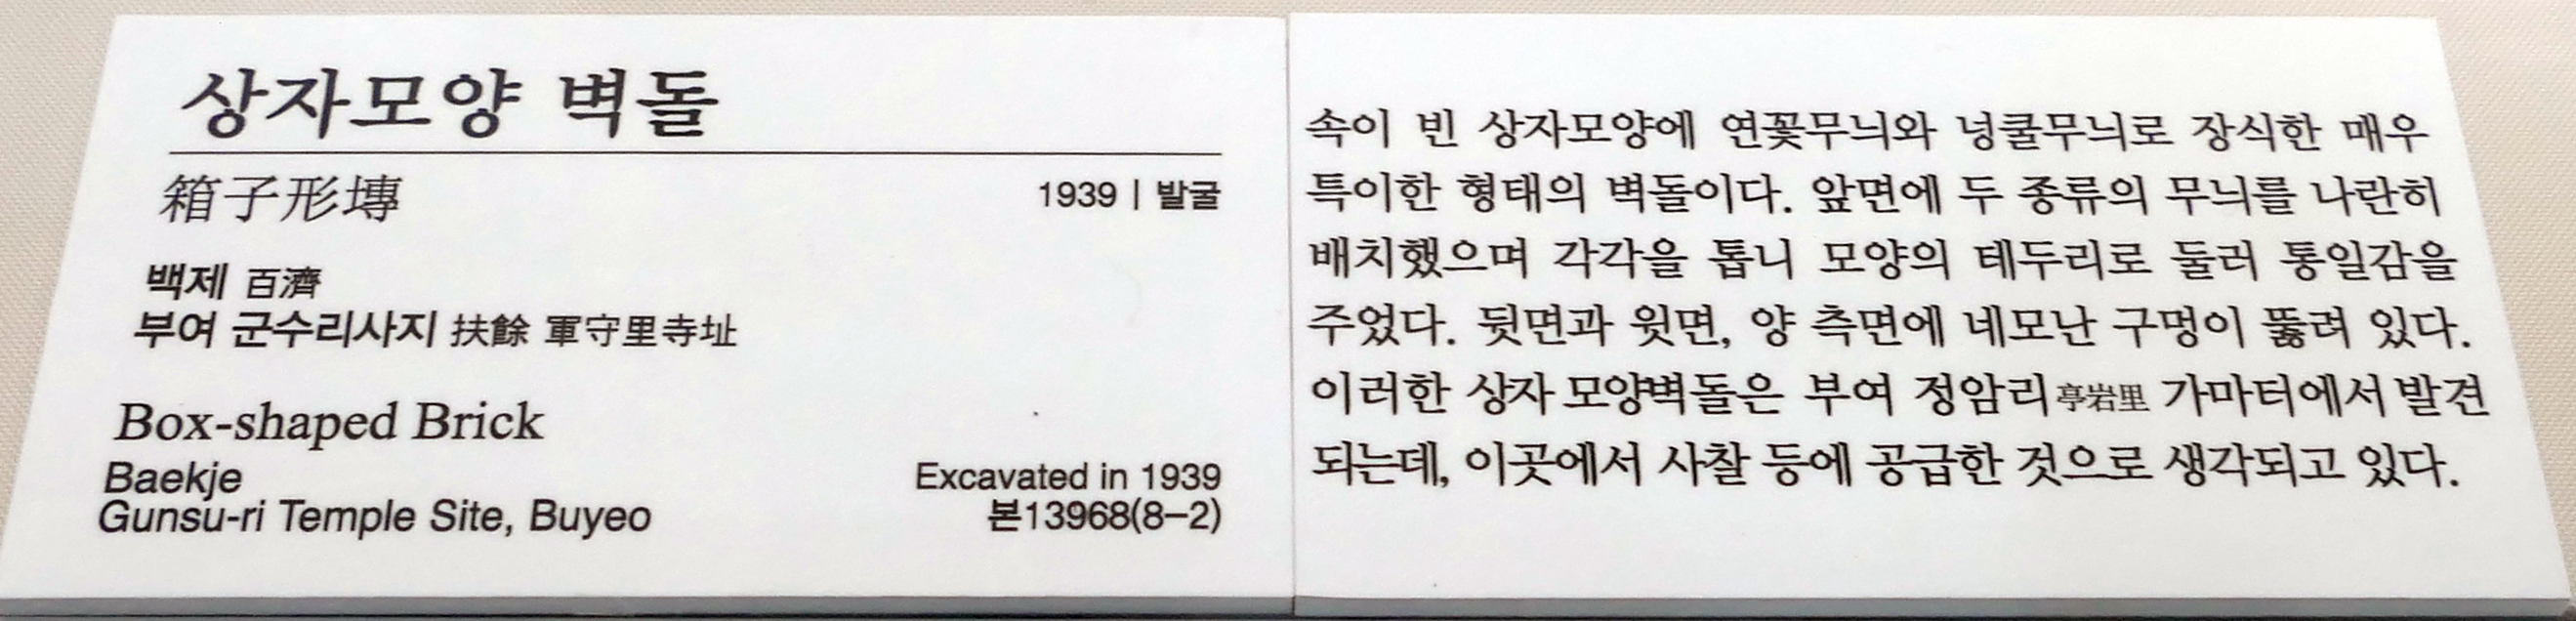 상자모양 벽돌
箱子形塼
1939 | 발굴
백제 百濟
부여 군수리사지 扶餘 軍守里寺址
Box-shaped Brick
Baekje
Gunsu-ri Temple Site, Buyeo
Excavated in 1939
본13968(8-2)
속이 빈 상자모양에 연꽃무늬와 넝쿨무늬로 장식한 매우
특이한 형태의 벽돌이다. 앞면에 두 종류의 무늬를 나란히
배치했으며 각각을 톱니 모양의 테두리로 둘러 통일감을
주었다. 뒷면과 윗면, 양 측면에 네모난 구멍이 뚫려 있다.
이러한 상자 모양벽돌은 부여 정암리亭岩里 가마터에서 발견
되는데, 이곳에서 사찰 등에 공급한 것으로 생각되고 있다.